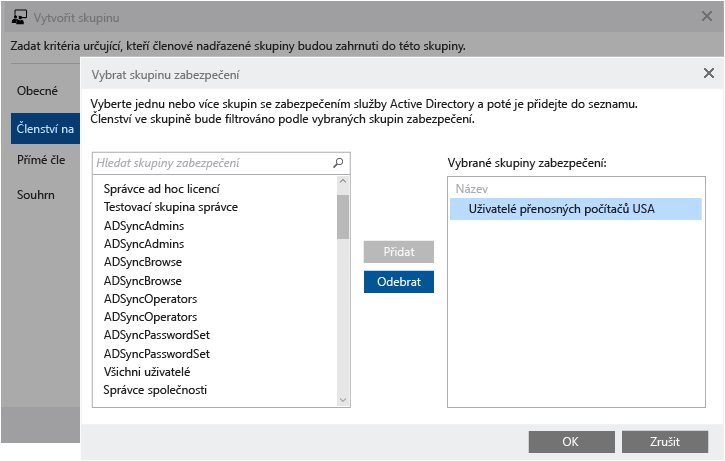 Vytvořit skupinu
Zadat kritéria určující, kteří členové nadřazené skupiny budou zahrnuti do této skupiny.
Obecné
Členství na
Přímé čle
Souhrn
Vybrat skupinu zabezpečení
Vyberte jednu nebo více skupin se zabezpečením služby Active Directory a poté je přidejte do seznamu.
Členství ve skupině bude filtrováno podle vybraných skupin zabezpečení.
Hledat skupiny zabezpečení
Správce ad hoc licencí
Testovací skupina správce
ADSyncAdmins
ADSyncAdmins
ADSyncBrowse
ADSyncBrowse
ADSyncOperators
ADSyncOperators
ADSyncPasswordSet
ADSyncPasswordSet
Všichni uživatelé
Správce společnosti
Přidat
Odebrat
Vybrané skupiny zabezpečení:
Název
Uživatelé přenosných počítačů USA
OK
Zrušit